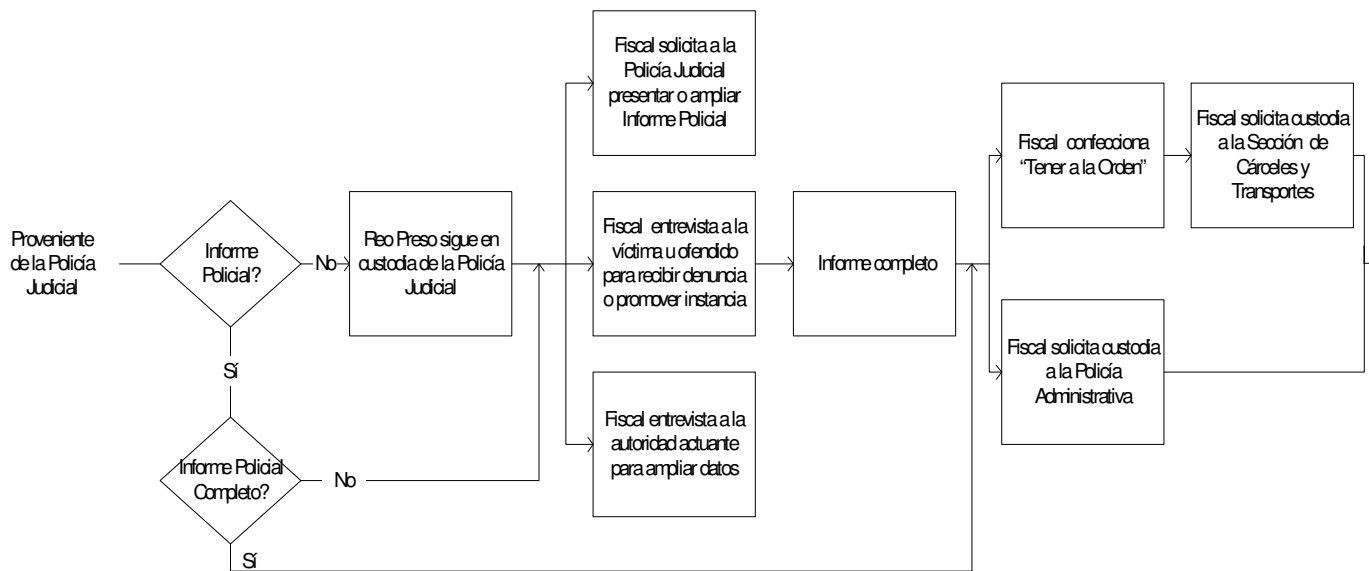 Proveniente
de la Policía
Judicial
Informe
Policial?
No
Sí
Informe Policial
Completo?
No
Sí
Reo Preso sigue en
custodia de la Policía
Judicial
Fiscal solicita a la
Policía Judicial
presentar o ampliar
Informe Policial
Fiscal entrevista a la
víctima u ofendido
para recibir denuncia
o promover instancia
Fiscal entrevista a la
autoridad actuante
para ampliar datos
Informe completo
Fiscal confecciona
“Tener a la Orden”
Fiscal solicita custodia
a la Sección de
Cárceles y
Transportes
Fiscal solicita custodia
a la Policía
Administrativa